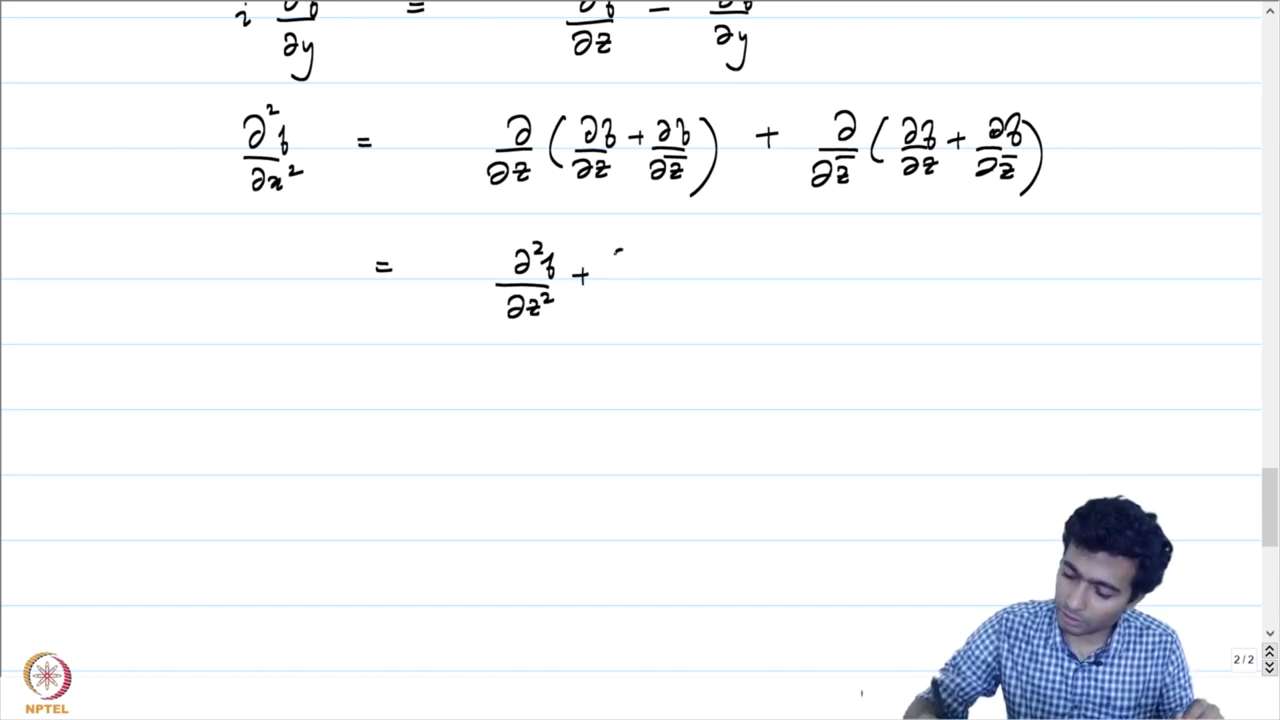 i ∂f/∂y = ∂f/∂z − ∂f/∂y
∂²f/∂x² = ∂/∂z (∂f/∂z + ∂f/∂z̄) + ∂/∂z̄ (∂f/∂z + ∂f/∂z̄)
= ∂²f/∂z² +
2 / 2
NPTEL